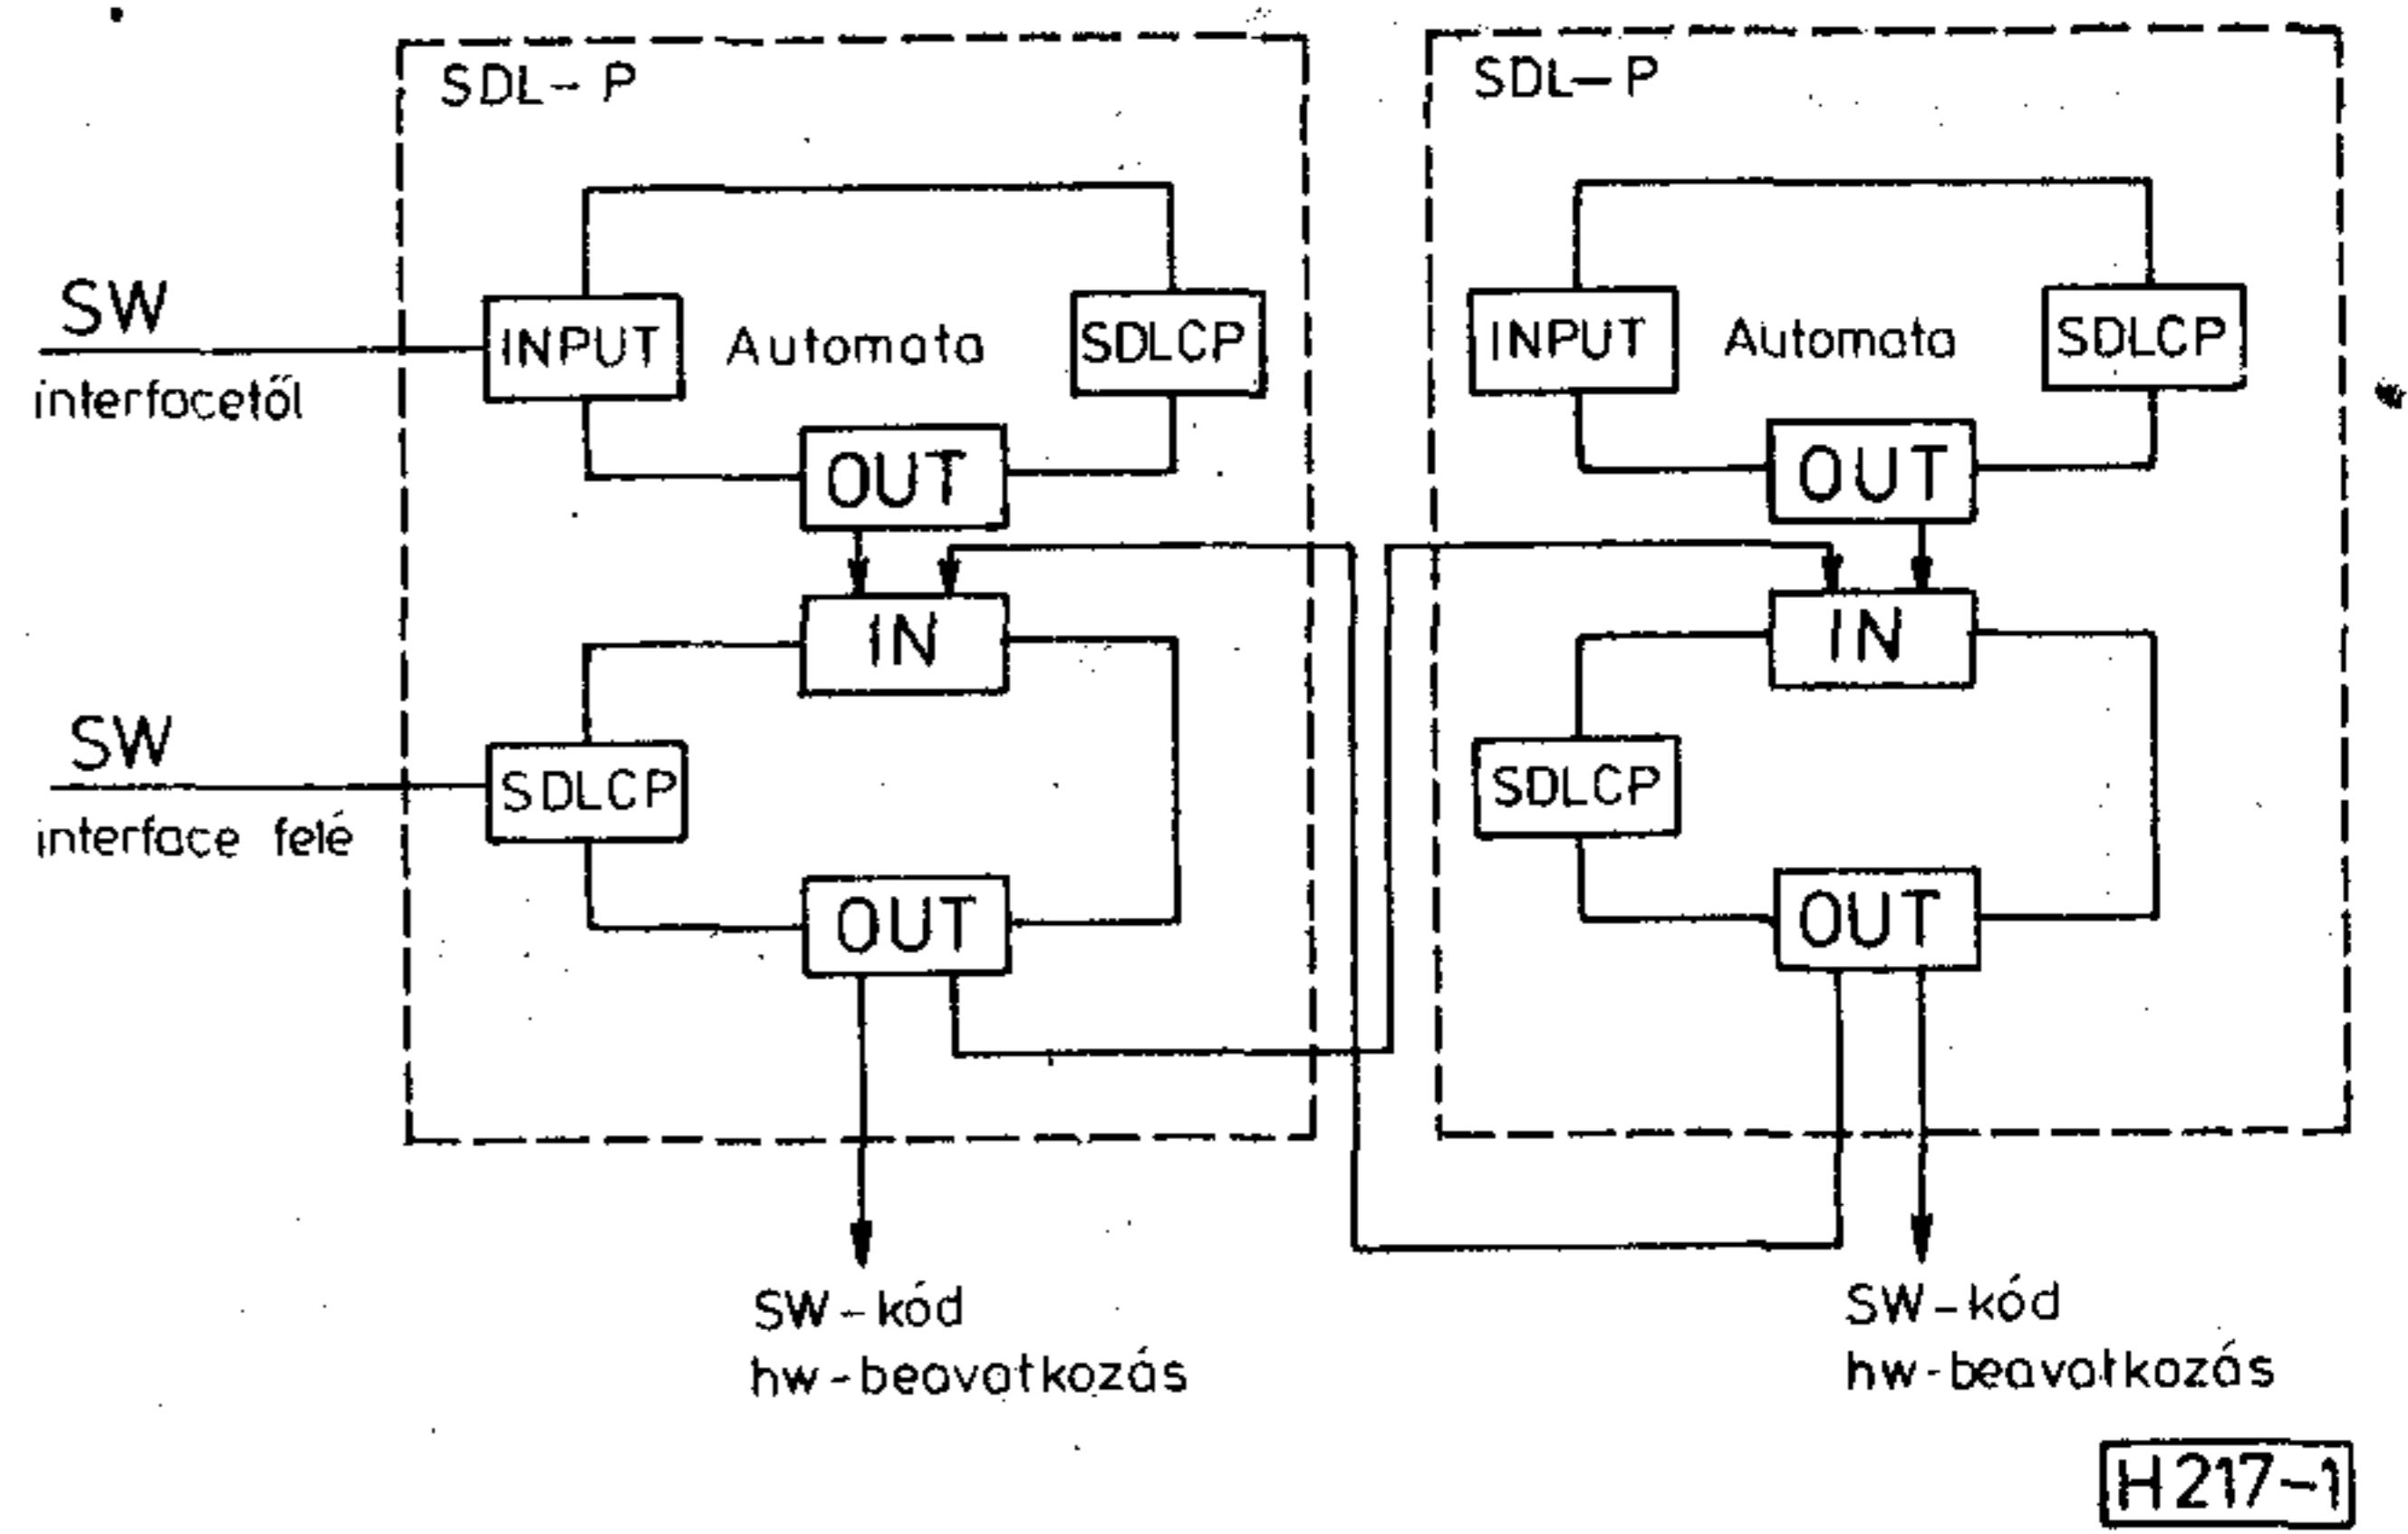 SDL-P
SDL-P
SW
interfacetől
INPUT
Automata
SDLCP
INPUT
Automata
SDLCP
OUT
OUT
IN
IN
SW
interface felé
SDLCP
SDLCP
OUT
OUT
SW-kód
hw-beavatkozás
SW-kód
hw-beavatkozás
H217-1